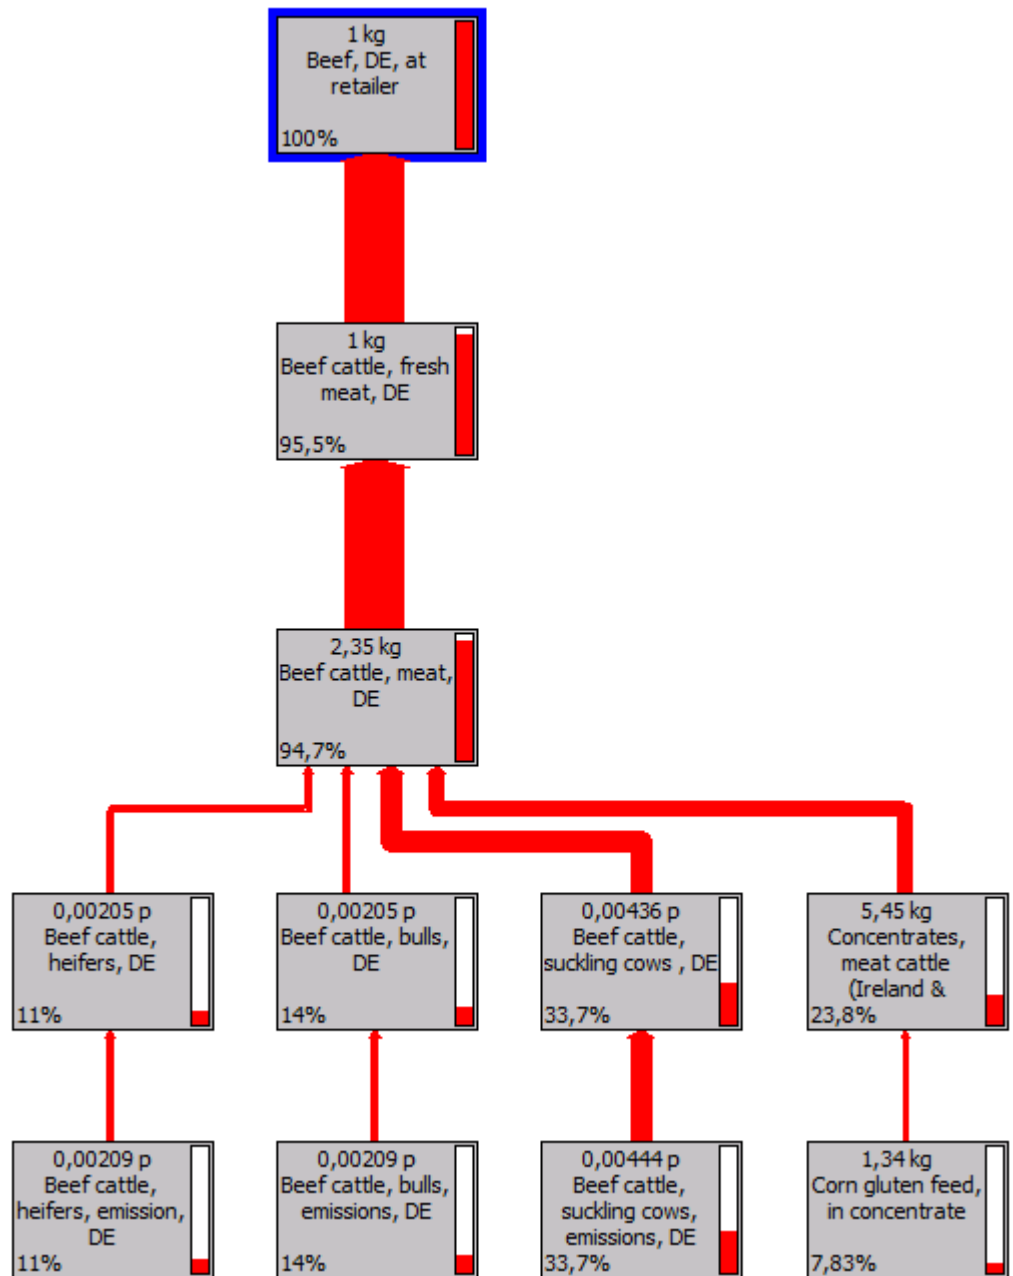 1 kg
Beef, DE, at
retailer
100%
1 kg
Beef cattle, fresh
meat, DE
95,5%
2,35 kg
Beef cattle, meat,
DE
94,7%
0,00205 p
Beef cattle,
heifers, DE
11%
0,00205 p
Beef cattle, bulls,
DE
14%
0,00436 p
Beef cattle,
suckling cows , DE
33,7%
5,45 kg
Concentrates,
meat cattle
(Ireland &
23,8%
0,00209 p
Beef cattle,
heifers, emission,
DE
11%
0,00209 p
Beef cattle, bulls,
emissions, DE
14%
0,00444 p
Beef cattle,
suckling cows,
emissions, DE
33,7%
1,34 kg
Corn gluten feed,
in concentrate
7,83%